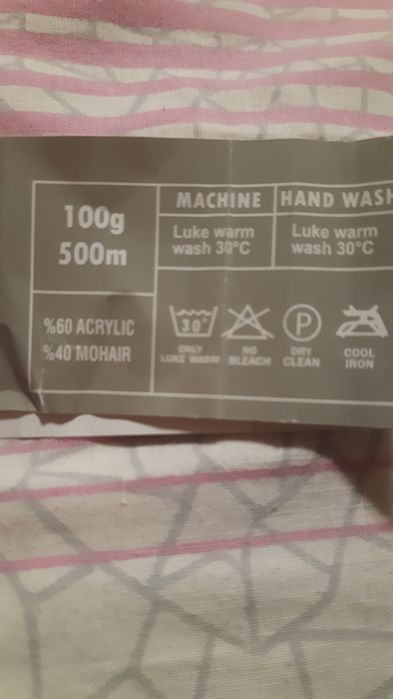 100g
500m
MACHINE
HAND WASH
Luke warm
wash 30°C
Luke warm
wash 30°C
%60 ACRYLIC
%40 MOHAIR
30°
P
ONLY
LUKE WARM
NO
BLEACH
DRY
CLEAN
COOL
IRON